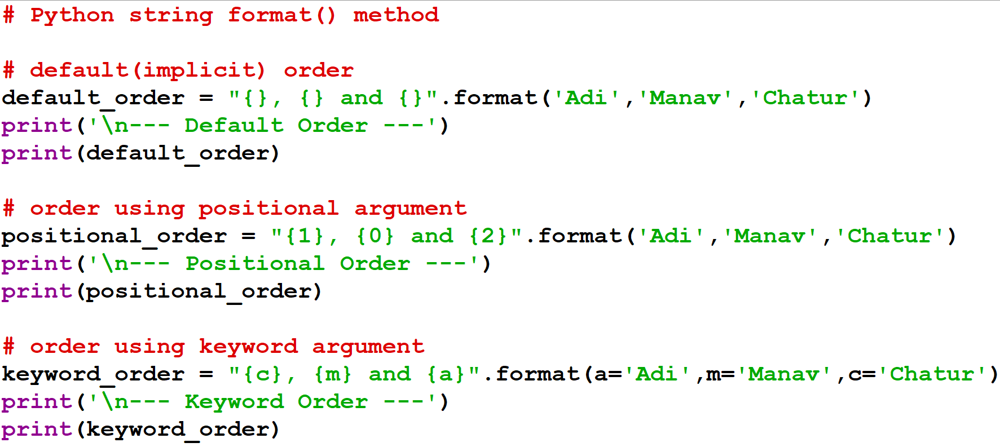 # Python string format() method
# default(implicit) order
default_order = "{}, {} and {}".format('Adi','Manav','Chatur')
print('\n--- Default Order ---')
print(default_order)
# order using positional argument
positional_order = "{1}, {0} and {2}".format('Adi','Manav','Chatur')
print('\n--- Positional Order ---')
print(positional_order)
# order using keyword argument
keyword_order = "{c}, {m} and {a}".format(a='Adi',m='Manav',c='Chatur')
print('\n--- Keyword Order ---')
print(keyword_order)